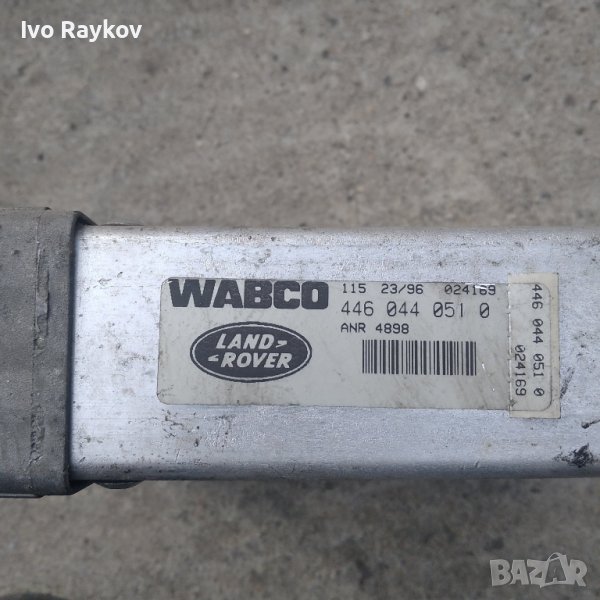 Ivo Raykov
WABCO
115 23/96 024169
446 044 051 0
ANR 4898
LAND
ROVER
446 044 051 0
024169
BAZAR